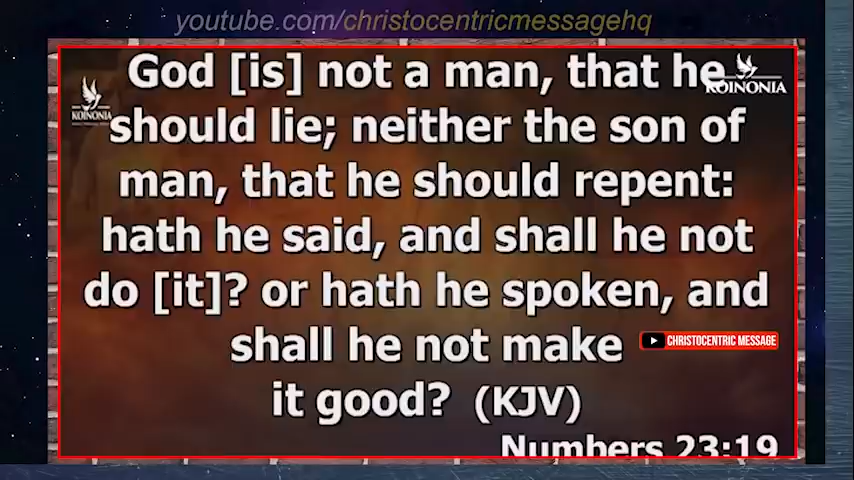 youtube.com/christocentricmessagehq
God [is] not a man, that he
KOINONIA
KOINONIA
should lie; neither the son of
man, that he should repent:
hath he said, and shall he not
do [it]? or hath he spoken, and
shall he not make
CHRISTOCENTRIC MESSAGE
it good? (KJV)
Numbers 23:19